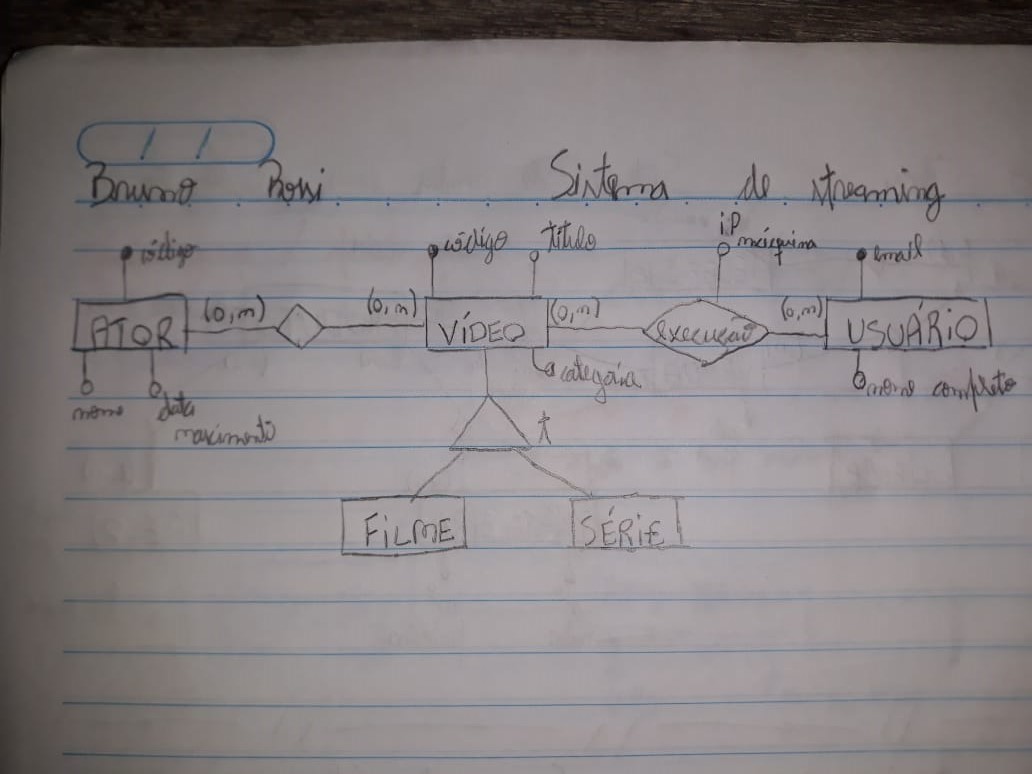 / /
Bruno Rossi Sistema de streaming
código código título iP máquina email
ATOR (0,n) (0,n) VÍDEO (0,n) execução (0,n) USUÁRIO
nome data nascimento categoria nome completo
t
FiLME SÉRiE